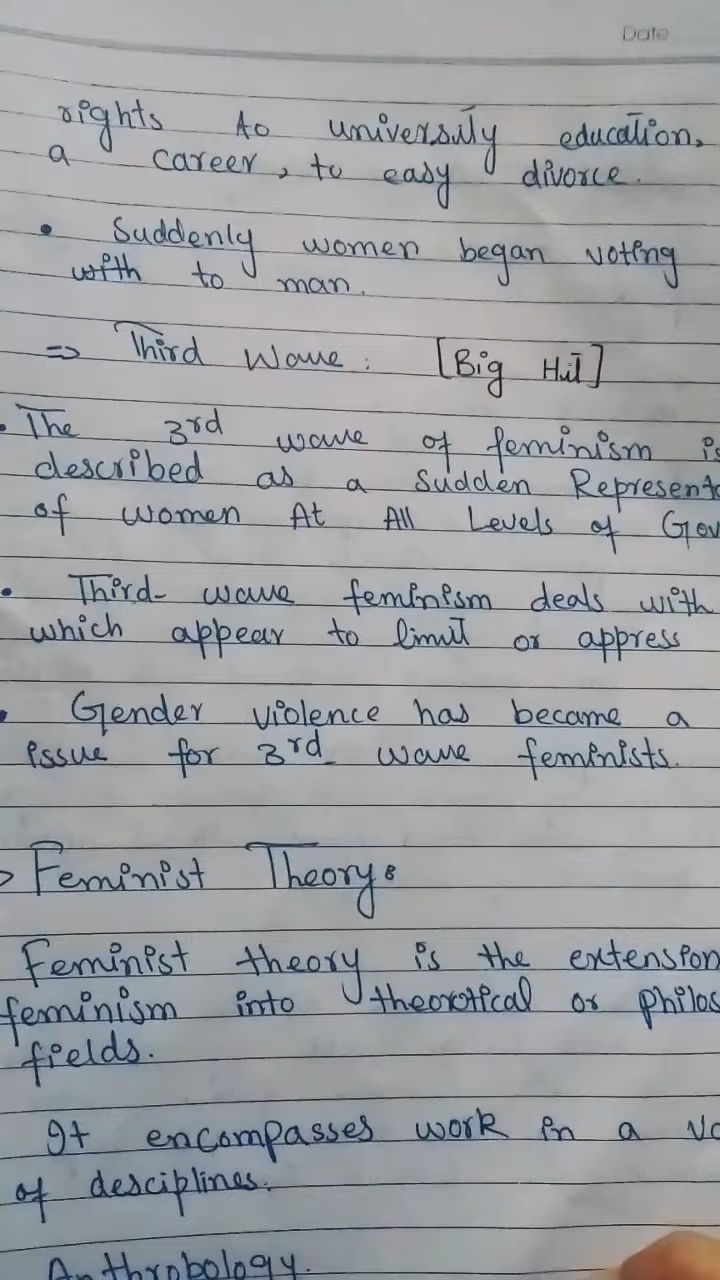 Date
rights to university education,
a career, to easy divorce.
• Suddenly women began voting
with to man.
=> Third Wave: [Big Hit]
• The 3rd wave of feminism is
described as a Sudden Represent
of women At All Levels of Gov
• Third-wave feminism deals with
which appear to limit or appress
• Gender violence has became a
issue for 3rd wave feminists.
> Feminist Theory:
Feminist theory is the extension
feminism into theorotical or philos
fields.
It encompasses work in a va
of desciplines.
Anthrobology.